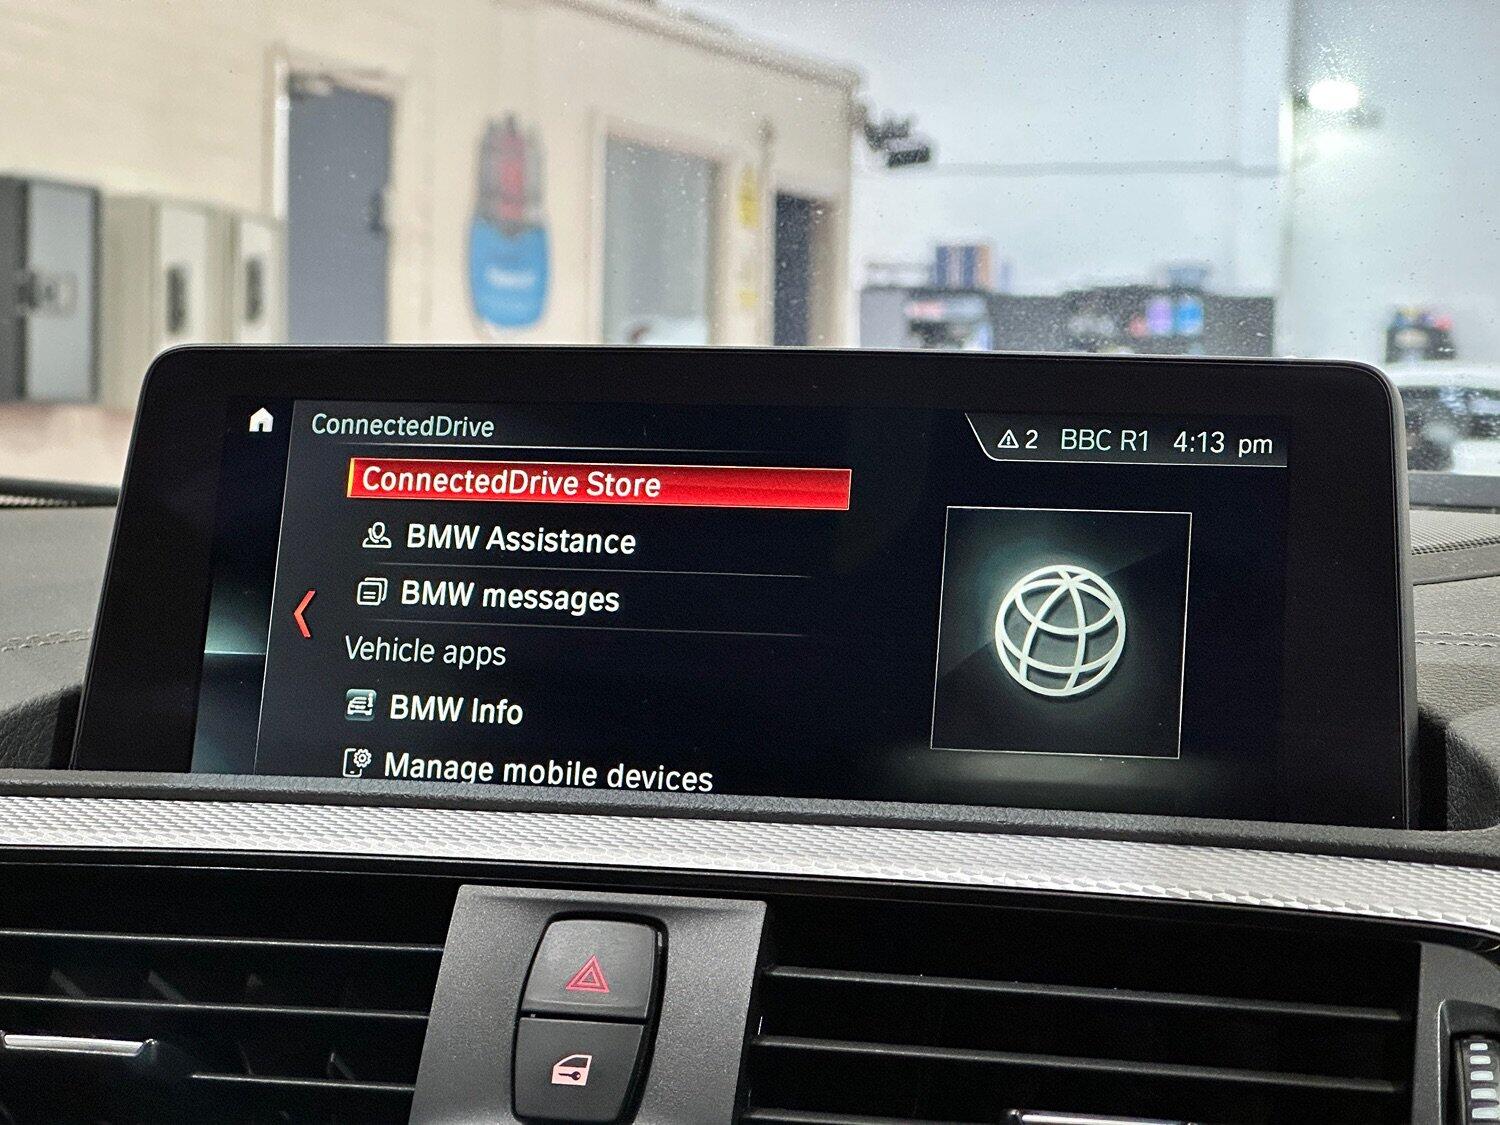 ConnectedDrive
2 BBC R1 4:13 pm
ConnectedDrive Store
BMW Assistance
BMW messages
Vehicle apps
BMW Info
Manage mobile devices